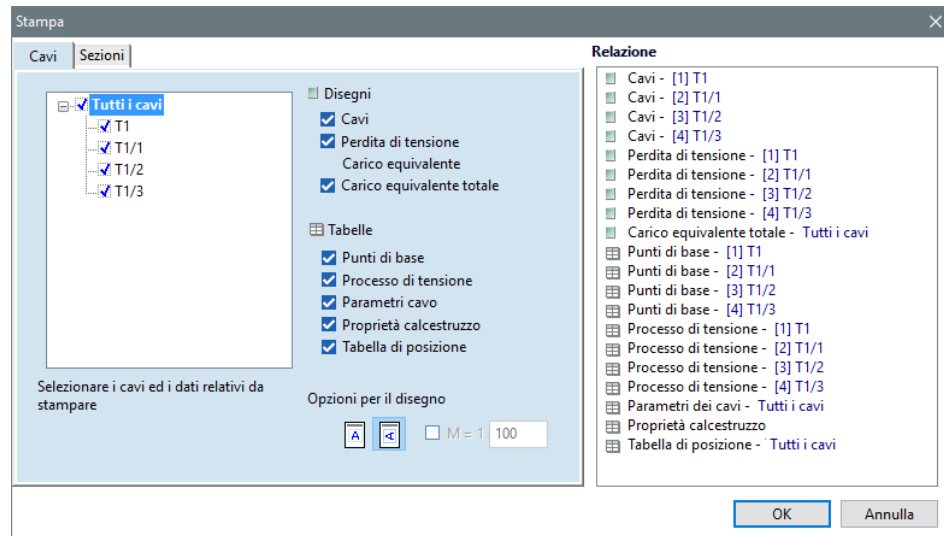 Stampa
Cavi
Sezioni
Tutti i cavi
T1
T1/1
T1/2
T1/3
Selezionare i cavi ed i dati relativi da
stampare
Disegni
Cavi
Perdita di tensione
Carico equivalente
Carico equivalente totale
Tabelle
Punti di base
Processo di tensione
Parametri cavo
Proprietà calcestruzzo
Tabella di posizione
Opzioni per il disegno
A A M = 1 : 100
Relazione
Cavi - [1] T1
Cavi - [2] T1/1
Cavi - [3] T1/2
Cavi - [4] T1/3
Perdita di tensione - [1] T1
Perdita di tensione - [2] T1/1
Perdita di tensione - [3] T1/2
Perdita di tensione - [4] T1/3
Carico equivalente totale - Tutti i cavi
Punti di base - [1] T1
Punti di base - [2] T1/1
Punti di base - [3] T1/2
Punti di base - [4] T1/3
Processo di tensione - [1] T1
Processo di tensione - [2] T1/1
Processo di tensione - [3] T1/2
Processo di tensione - [4] T1/3
Parametri dei cavi - Tutti i cavi
Proprietà calcestruzzo
Tabella di posizione - Tutti i cavi
OK
Annulla